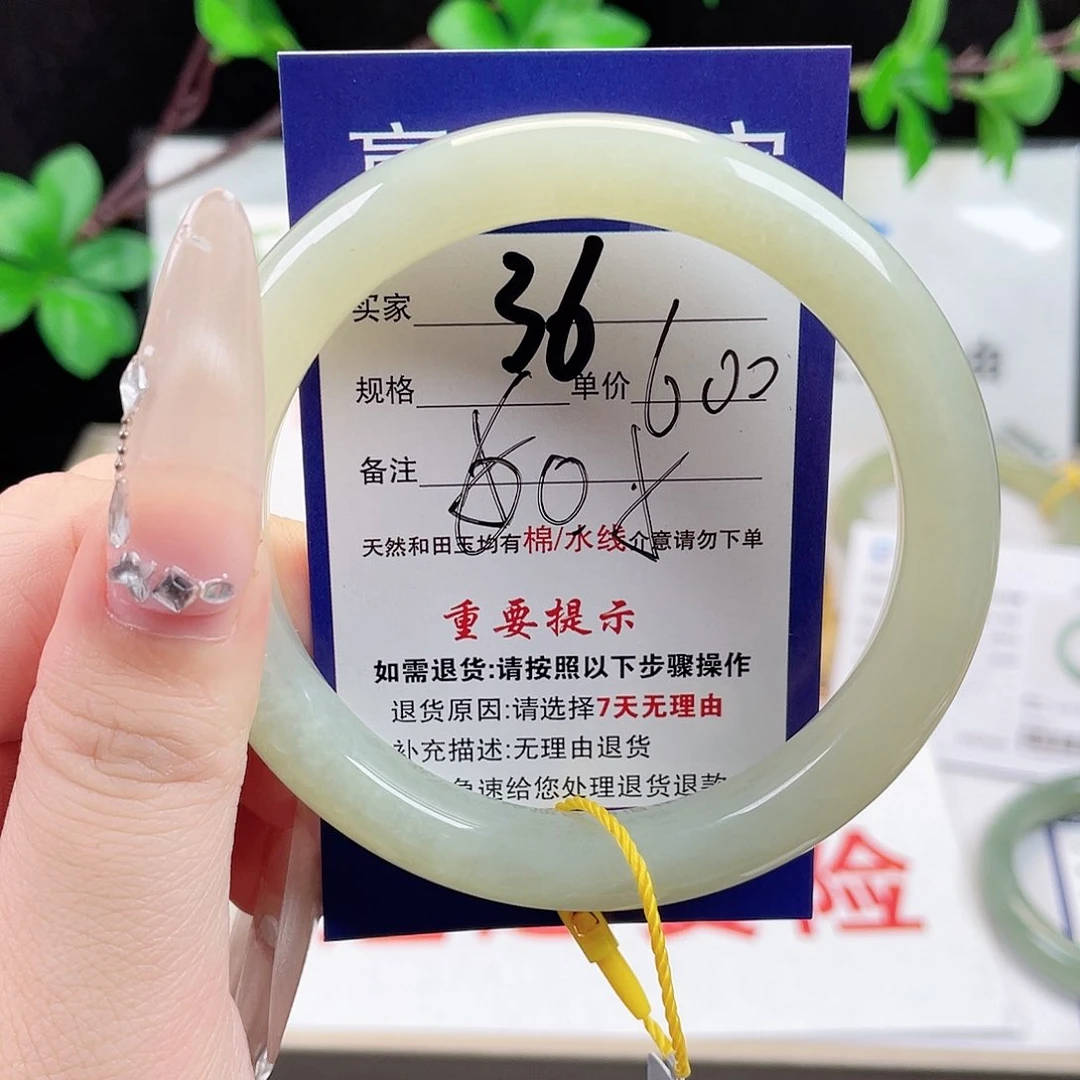 买家 36
规格 单价 600
备注 60.
天然和田玉均有棉/水线介意请勿下单
重要提示
如需退货:请按照以下步骤操作
退货原因:请选择7天无理由
补充描述:无理由退货
急速给您处理退货退款
险